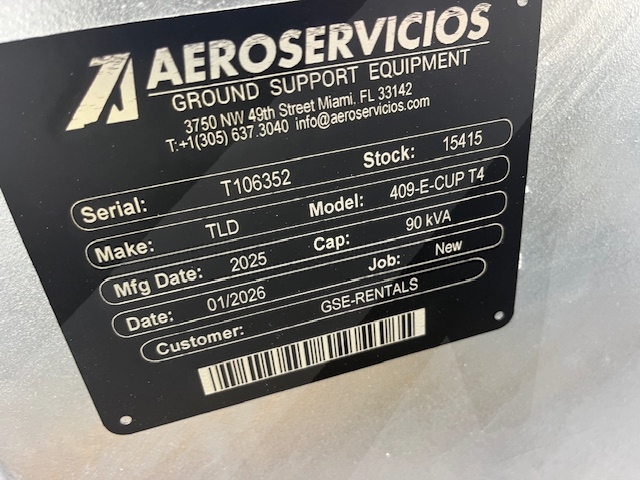 AEROSERVICIOS
GROUND SUPPORT EQUIPMENT
3750 NW 49th Street Miami, FL 33142
T:+1(305) 637.3040 info@aeroservicios.com
Serial: T106352 Stock: 15415
Make: TLD Model: 409-E-CUP T4
Mfg Date: 2025 Cap: 90 kVA
Date: 01/2026 Job: New
Customer: GSE-RENTALS